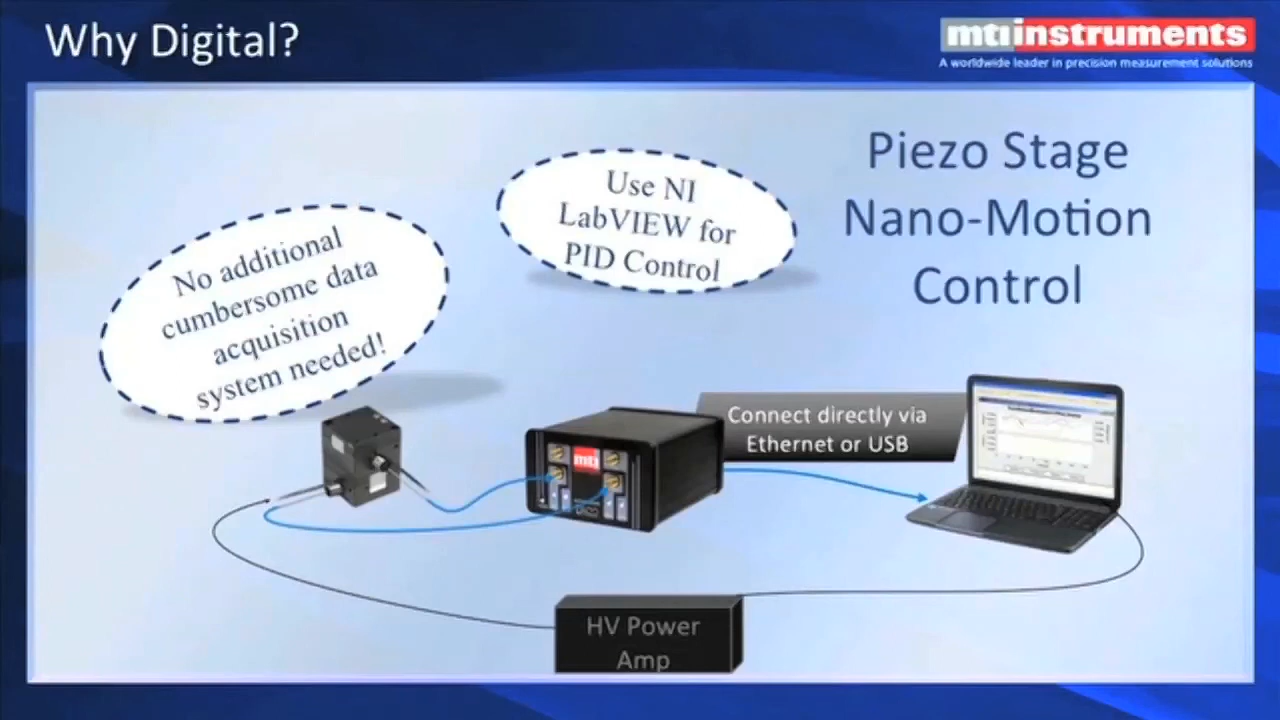 Why Digital?
mtiinstruments
A worldwide leader in precision measurement solutions
Piezo Stage
Nano-Motion
Control
Use NI
LabVIEW for
PID Control
No additional
cumbersome data
acquisition
system needed!
Connect directly via
Ethernet or USB
mti
HV Power
Amp